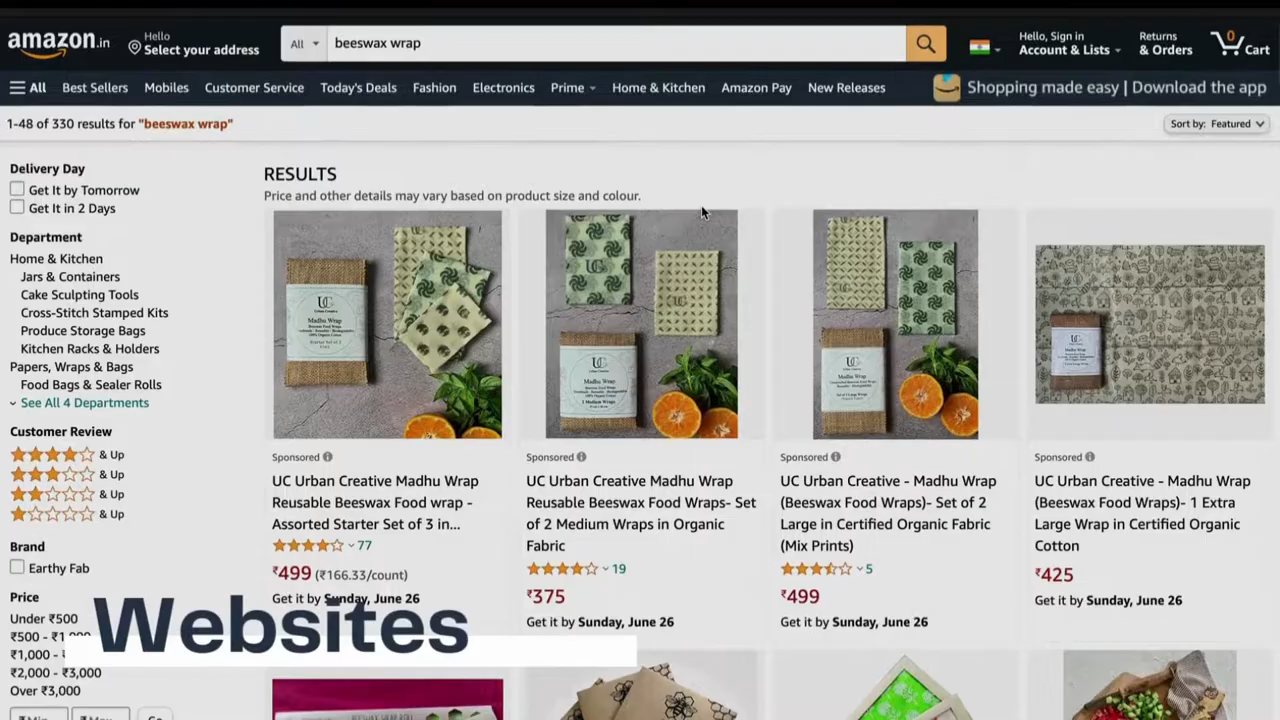 amazon.in
Hello
Select your address
All
beeswax wrap
Hello, Sign in
Account & Lists
Returns
& Orders
0
Cart
All
Best Sellers
Mobiles
Customer Service
Today's Deals
Fashion
Electronics
Prime
Home & Kitchen
Amazon Pay
New Releases
Shopping made easy | Download the app
1-48 of 330 results for "beeswax wrap"
Sort by: Featured
Delivery Day
Get It by Tomorrow
Get It in 2 Days
Department
Home & Kitchen
Jars & Containers
Cake Sculpting Tools
Cross-Stitch Stamped Kits
Produce Storage Bags
Kitchen Racks & Holders
Papers, Wraps & Bags
Food Bags & Sealer Rolls
See All 4 Departments
Customer Review
& Up
& Up
& Up
& Up
Brand
Earthy Fab
Price
Under ₹500
₹500 -
₹1,000 -
₹2,000 - ₹3,000
Over ₹3,000
Go
RESULTS
Price and other details may vary based on product size and colour.
UC
Urban Creative
Madhu Wrap
Sponsored
UC Urban Creative Madhu Wrap
Reusable Beeswax Food wrap -
Assorted Starter Set of 3 in...
77
₹499 (₹166.33/count)
Get it by Sunday, June 26
UC
Madhu Wrap
Sponsored
UC Urban Creative Madhu Wrap
Reusable Beeswax Food Wraps- Set
of 2 Medium Wraps in Organic
Fabric
19
₹375
Get it by Sunday, June 26
UC
Madhu Wrap
Sponsored
UC Urban Creative - Madhu Wrap
(Beeswax Food Wraps)- Set of 2
Large in Certified Organic Fabric
(Mix Prints)
5
₹499
Get it by Sunday, June 26
Sponsored
UC Urban Creative - Madhu Wrap
(Beeswax Food Wraps)- 1 Extra
Large Wrap in Certified Organic
Cotton
₹425
Get it by Sunday, June 26
Websites